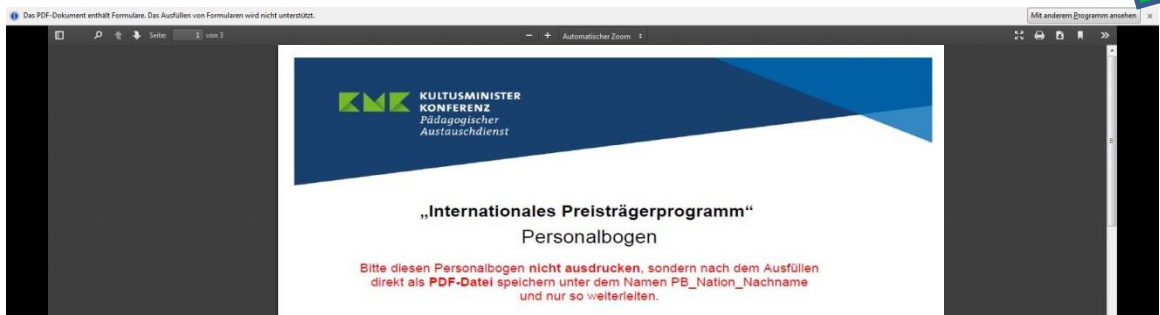 Das PDF-Dokument enthält Formulare. Das Ausfüllen von Formularen wird nicht unterstützt.
Mit anderem Programm ansehen
Seite: 1 von 3
Automatischer Zoom
KMK
KULTUSMINISTER
KONFERENZ
Pädagogischer
Austauschdienst
„Internationales Preisträgerprogramm“
Personalbogen
Bitte diesen Personalbogen nicht ausdrucken, sondern nach dem Ausfüllen
direkt als PDF-Datei speichern unter dem Namen PB_Nation_Nachname
und nur so weiterleiten.